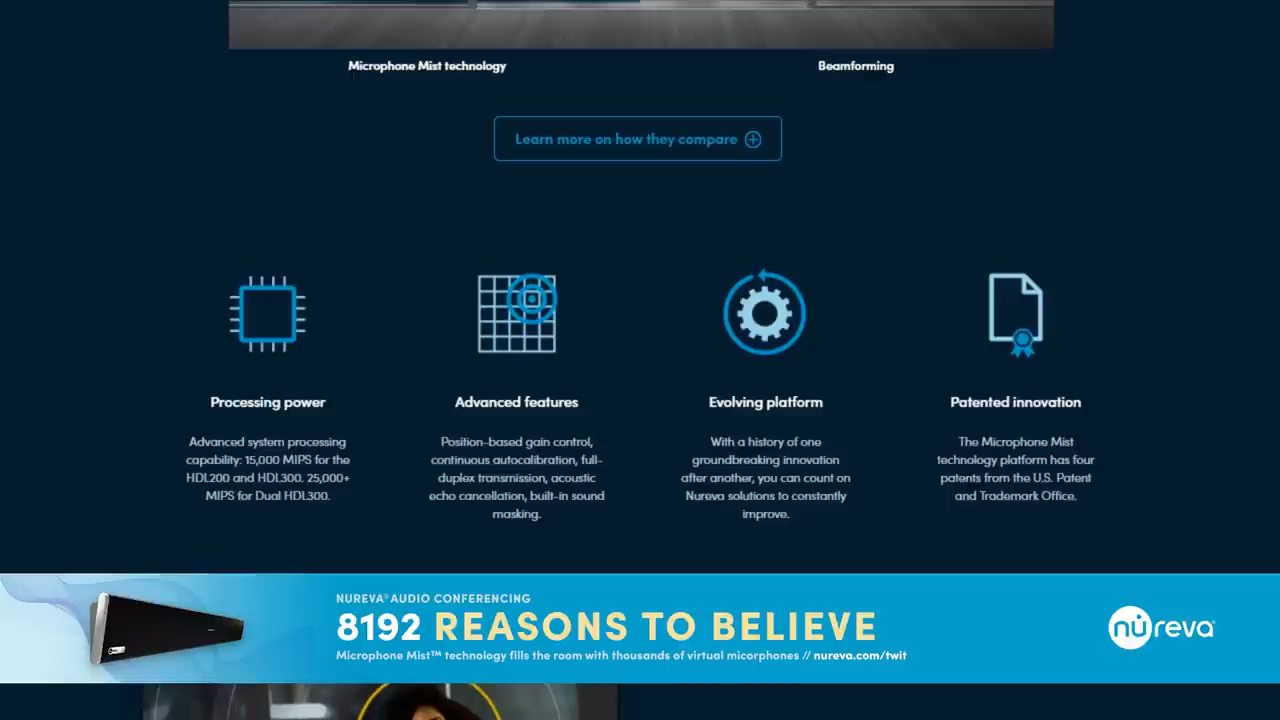 Microphone Mist technology
Beamforming
Learn more on how they compare
Processing power
Advanced system processing
capability: 15,000 MIPS for the
HDL200 and HDL300. 25,000+
MIPS for Dual HDL300.
Advanced features
Position-based gain control,
continuous autocalibration, full-
duplex transmission, acoustic
echo cancellation, built-in sound
masking.
Evolving platform
With a history of one
groundbreaking innovation
after another, you can count on
Nureva solutions to constantly
improve.
Patented innovation
The Microphone Mist
technology platform has four
patents from the U.S. Patent
and Trademark Office.
NUREVA® AUDIO CONFERENCING
8192 REASONS TO BELIEVE
Microphone Mist™ technology fills the room with thousands of virtual micorphones // nureva.com/twit
nureva